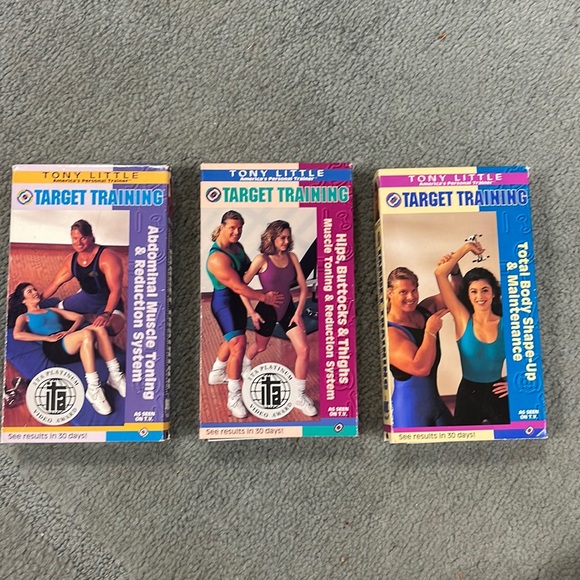 TONY LITTLE
America's Personal Trainer
TARGET TRAINING
Abdominal Muscle Toning
& Reduction System
ITA PLATINUM
ita
VIDEO AWARD
AS SEEN
ON T.V.
See results in 30 days!
TONY LITTLE
America's Personal Trainer
TARGET TRAINING
Hips, Buttocks & Thighs
Muscle Toning & Reduction System
ITA PLATINUM
ita
VIDEO AWARD
AS SEEN
ON T.V.
See results in 30 days!
TONY LITTLE
America's Personal Trainer
TARGET TRAINING
Total Body Shape-Up
& Maintenance
AS SEEN
ON T.V.
See results in 30 days!